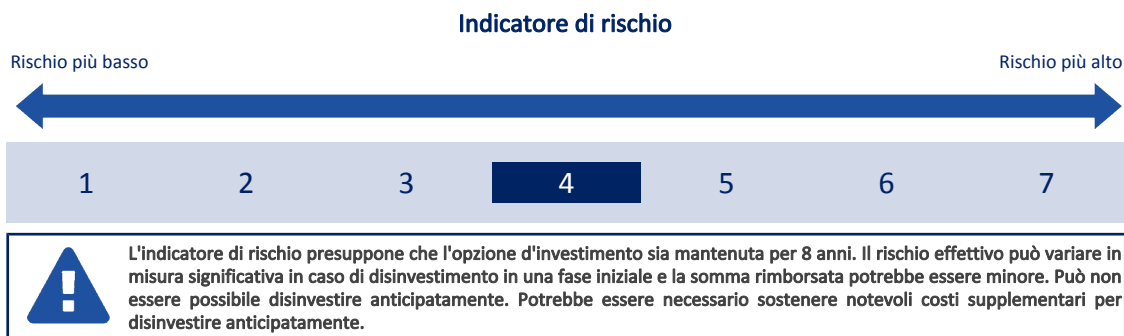 Indicatore di rischio
Rischio più basso
Rischio più alto
1 2 3 4 5 6 7
L'indicatore di rischio presuppone che l'opzione d'investimento sia mantenuta per 8 anni. Il rischio effettivo può variare in
misura significativa in caso di disinvestimento in una fase iniziale e la somma rimborsata potrebbe essere minore. Può non
essere possibile disinvestire anticipatamente. Potrebbe essere necessario sostenere notevoli costi supplementari per
disinvestire anticipatamente.